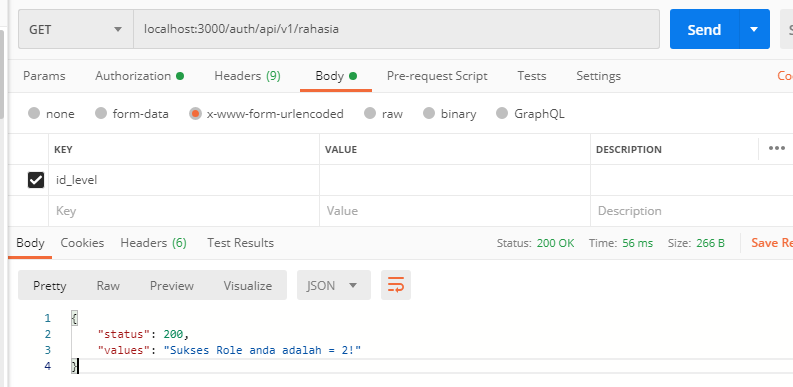 GET localhost:3000/auth/api/v1/rahasia Send
Params Authorization Headers (9) Body Pre-request Script Tests Settings
none form-data x-www-form-urlencoded raw binary GraphQL
KEY VALUE DESCRIPTION
id_level
Key Value Description
Body Cookies Headers (6) Test Results Status: 200 OK Time: 56 ms Size: 266 B Save Re
Pretty Raw Preview Visualize JSON
1 {
2 "status": 200,
3 "values": "Sukses Role anda adalah = 2!"
4 }